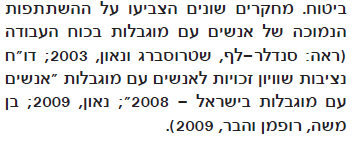 ביטוח. מחקרים שונים הצביעו על ההשתתפות
הנמוכה של אנשים עם מוגבלות בכוח העבודה
(ראה: סנדלר-לף, שטרוסברג ונאון, 2003; דו"ח
נציבות שוויון זכויות לאנשים עם מוגבלות "אנשים
עם מוגבלות בישראל - 2008"; נאון, 2009; בן
משה, רופמן והבר, 2009).